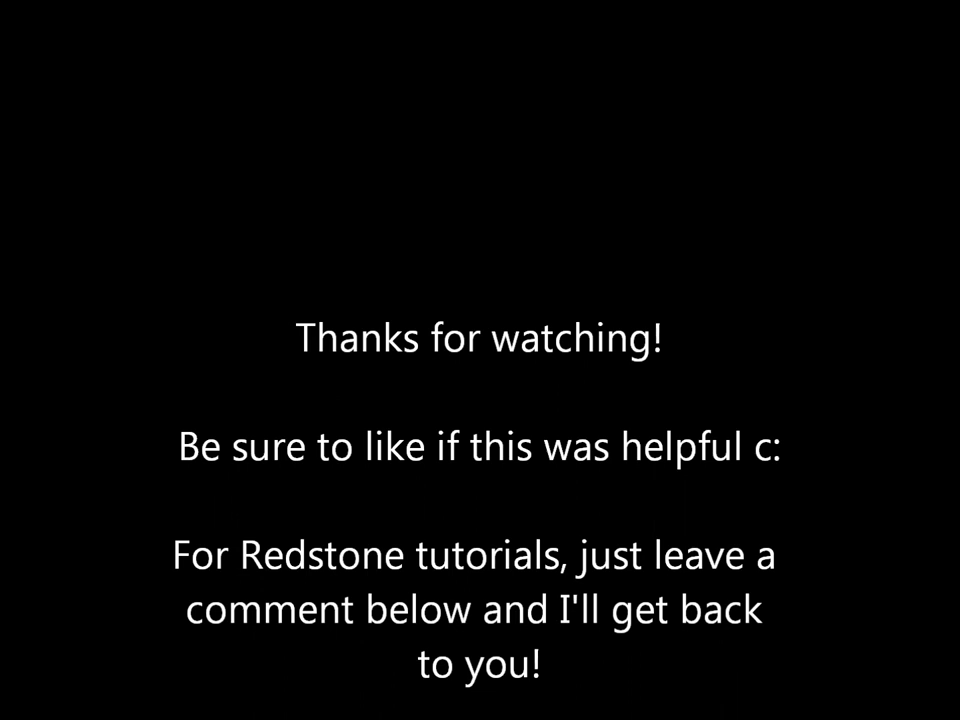 Thanks for watching!
Be sure to like if this was helpful c:
For Redstone tutorials, just leave a
comment below and I'll get back
to you!